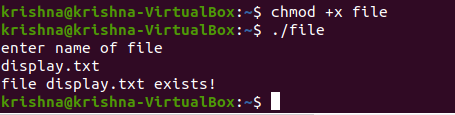 krishna@krishna-VirtualBox:~$ chmod +x file
krishna@krishna-VirtualBox:~$ ./file
enter name of file
display.txt
file display.txt exists!
krishna@krishna-VirtualBox:~$